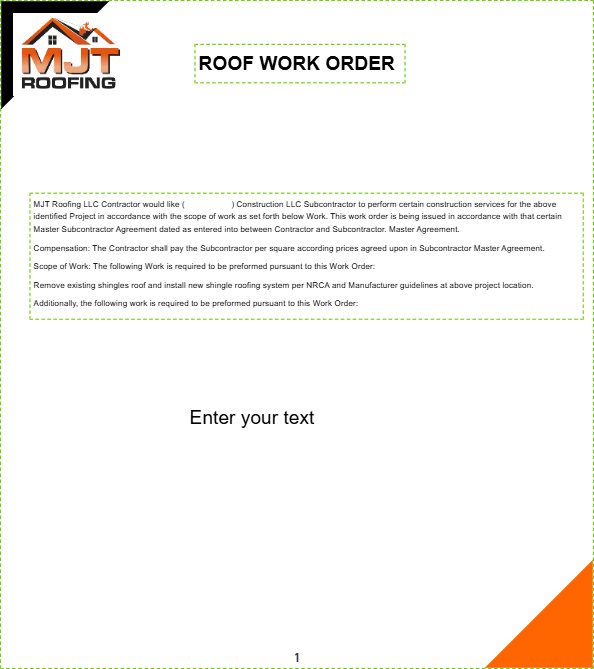 MJT
ROOFING
ROOF WORK ORDER
MJT Roofing LLC Contractor would like ( ) Construction LLC Subcontractor to perform certain construction services for the above
identified Project in accordance with the scope of work as set forth below Work. This work order is being issued in accordance with that certain
Master Subcontractor Agreement dated as entered into between Contractor and Subcontractor. Master Agreement.
Compensation: The Contractor shall pay the Subcontractor per square according prices agreed upon in Subcontractor Master Agreement.
Scope of Work: The following Work is required to be preformed pursuant to this Work Order:
Remove existing shingles roof and install new shingle roofing system per NRCA and Manufacturer guidelines at above project location.
Additionally, the following work is required to be preformed pursuant to this Work Order:
Enter your text
1